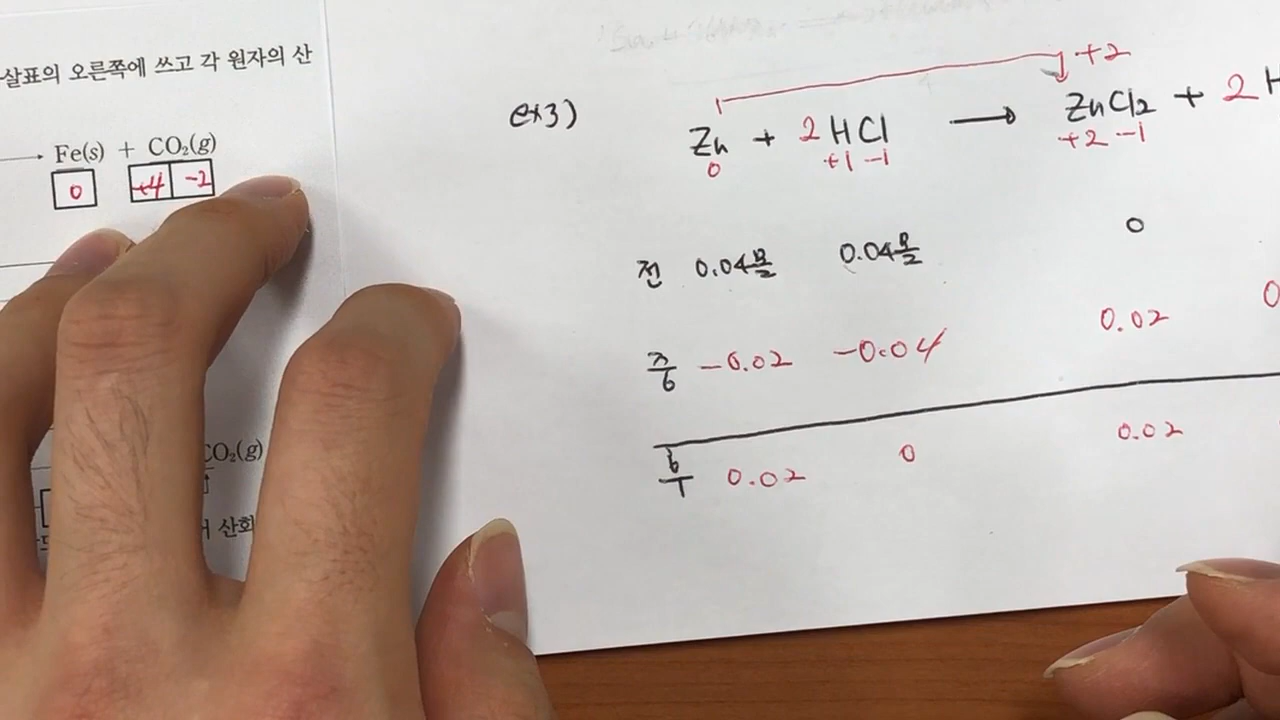 살표의 오른쪽에 쓰고 각 원자의 산
→ Fe(s) + CO₂(g)
0 +4 -2
CO₂(g)
산화
ex3)
+2
Zn + 2HCl → ZnCl₂ + 2H
0 +1 -1 +2 -1
전 0.04몰 0.04몰 0
중 -0.02 -0.04 0.02 0
후 0.02 0 0.02